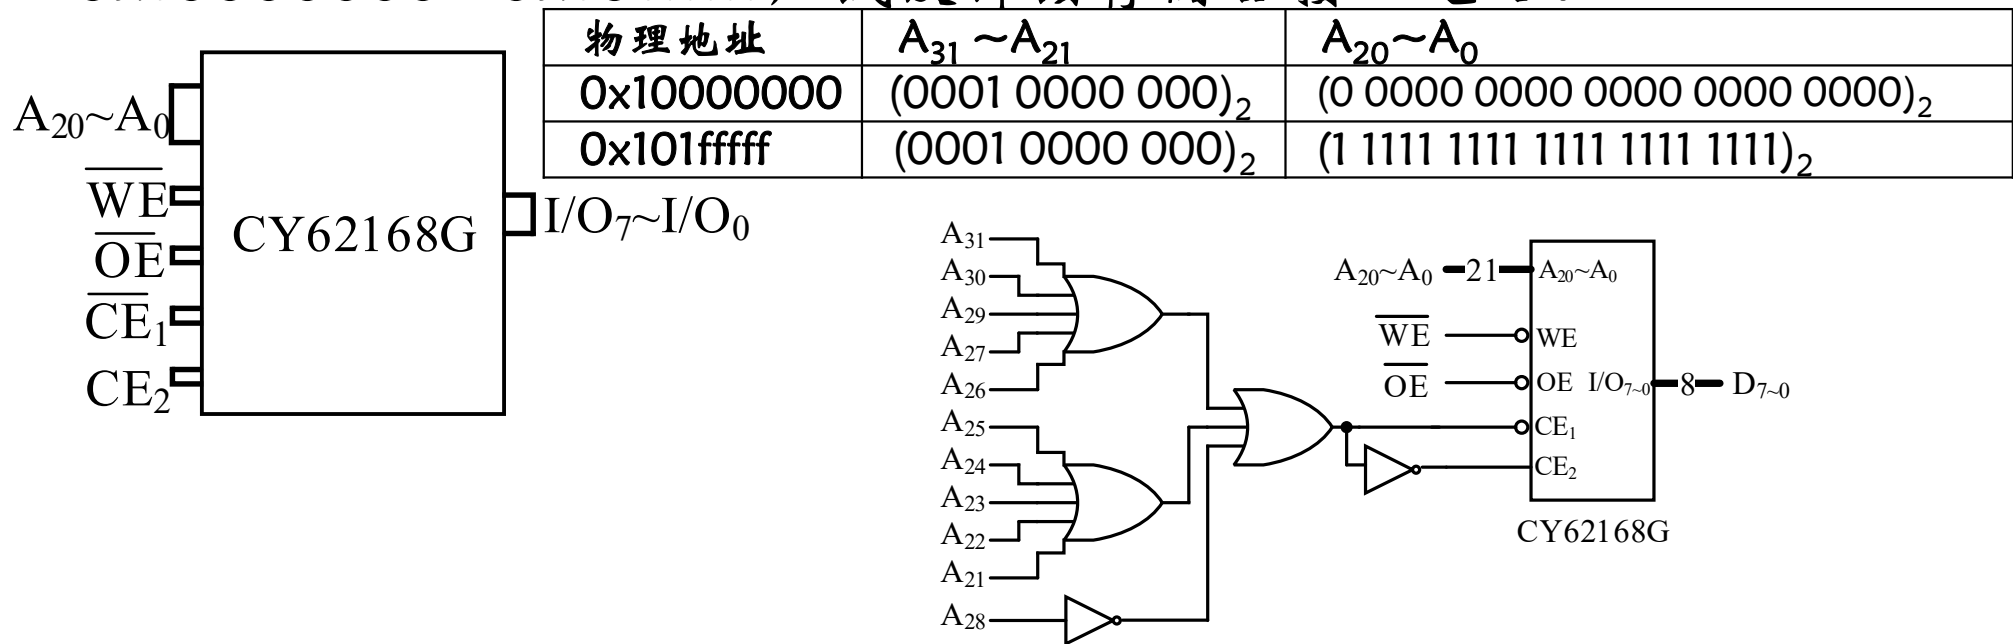 物理地址 A31～A21 A20～A0
0x10000000 (0001 0000 000)2 (0 0000 0000 0000 0000 0000)2
0x101fffff (0001 0000 000)2 (1 1111 1111 1111 1111 1111)2
A20~A0
WE
OE
CE1
CE2
CY62168G
I/O7~I/O0
A31
A30
A29
A27
A26
A25
A24
A23
A22
A21
A28
A20~A0 21 A20~A0
WE WE
OE OE I/O7~0 8 D7~0
CE1
CE2
CY62168G